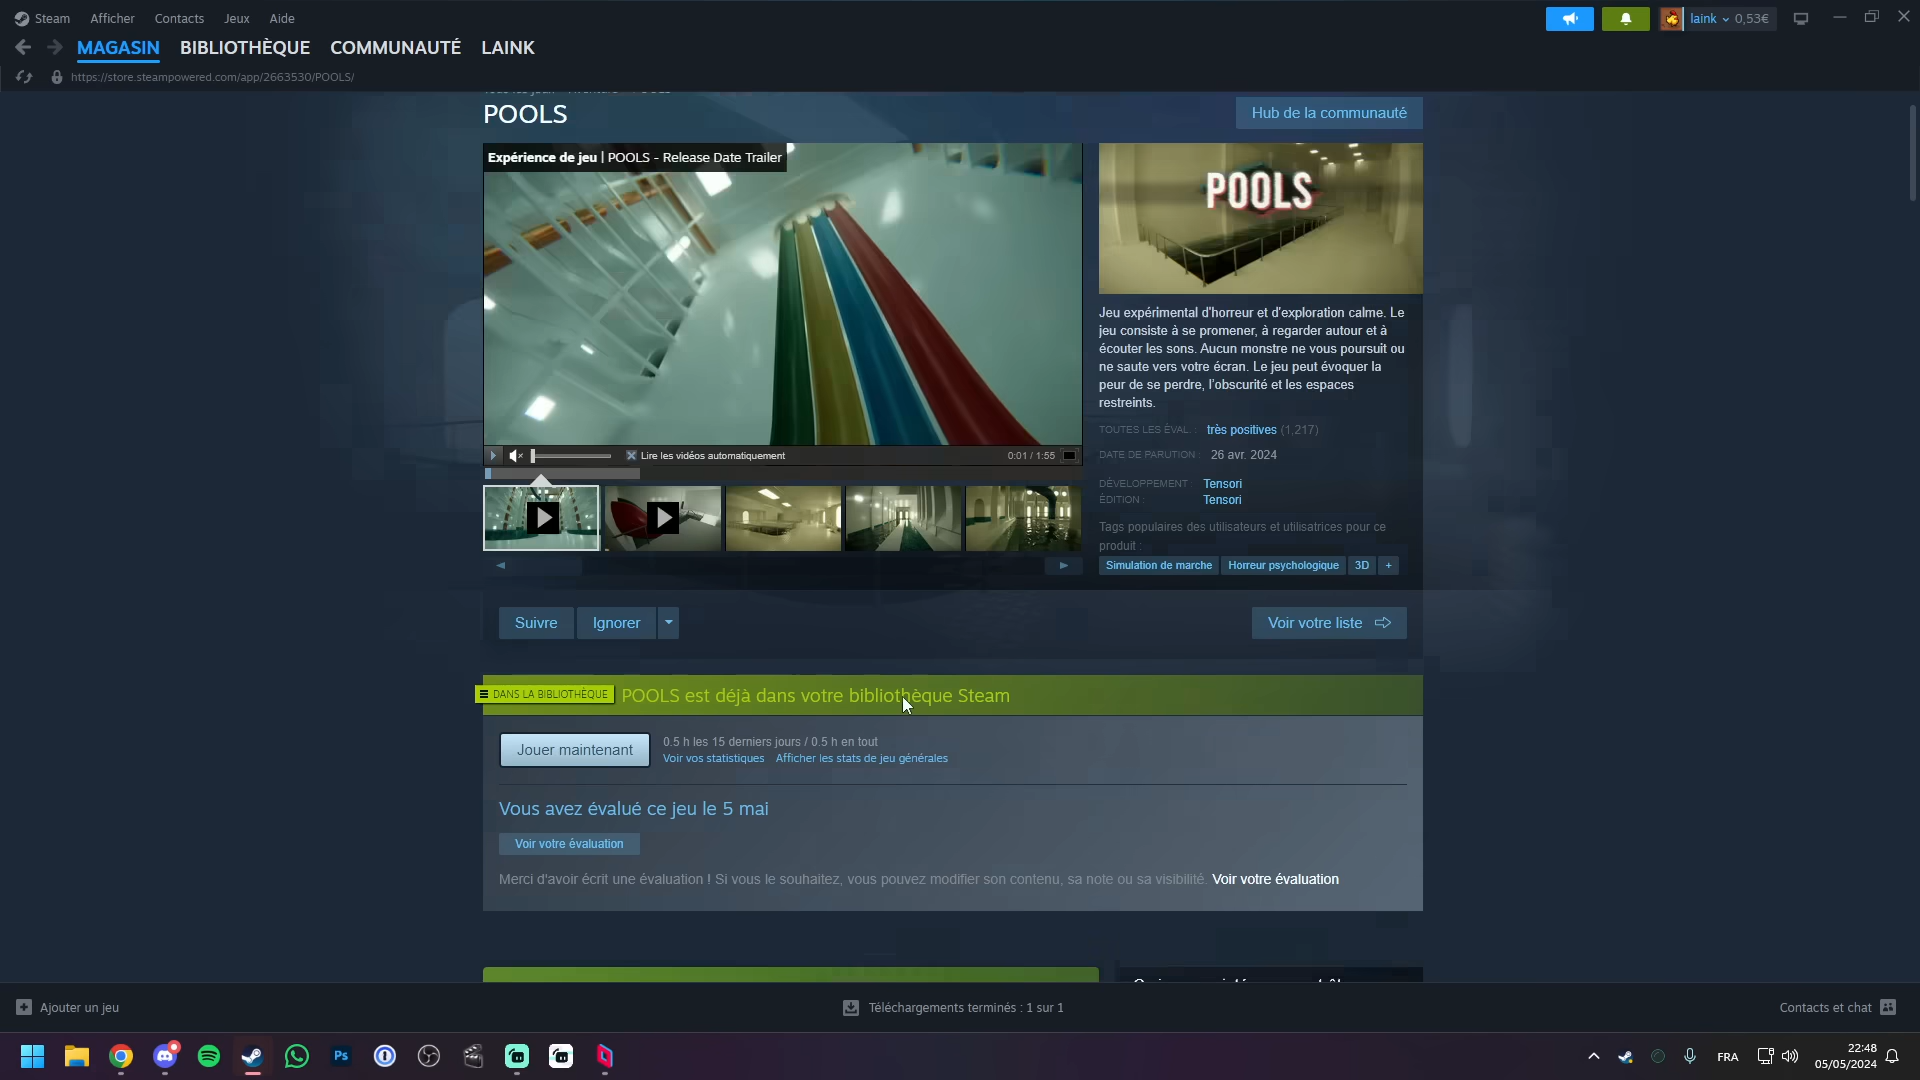 Steam Afficher Contacts Jeux Aide
laink 0,53€
MAGASIN BIBLIOTHÈQUE COMMUNAUTÉ LAINK
https://store.steampowered.com/app/2663530/POOLS/
POOLS
Hub de la communauté
Expérience de jeu | POOLS - Release Date Trailer
POOLS
Jeu expérimental d'horreur et d'exploration calme. Le
jeu consiste à se promener, à regarder autour et à
écouter les sons. Aucun monstre ne vous poursuit ou
ne saute vers votre écran. Le jeu peut évoquer la
peur de se perdre, l'obscurité et les espaces
restreints.
TOUTES LES ÉVAL. : très positives (1,217)
DATE DE PARUTION : 26 avr. 2024
DÉVELOPPEMENT : Tensori
ÉDITION : Tensori
Tags populaires des utilisateurs et utilisatrices pour ce
produit :
Simulation de marche Horreur psychologique 3D +
Lire les vidéos automatiquement 0:01 / 1:55
Suivre Ignorer
Voir votre liste
DANS LA BIBLIOTHÈQUE POOLS est déjà dans votre bibliothèque Steam
Jouer maintenant
0.5 h les 15 derniers jours / 0.5 h en tout
Voir vos statistiques Afficher les stats de jeu générales
Vous avez évalué ce jeu le 5 mai
Voir votre évaluation
Merci d'avoir écrit une évaluation ! Si vous le souhaitez, vous pouvez modifier son contenu, sa note ou sa visibilité. Voir votre évaluation
Ajouter un jeu
Téléchargements terminés : 1 sur 1
Contacts et chat
Ps
FRA
22:48
05/05/2024